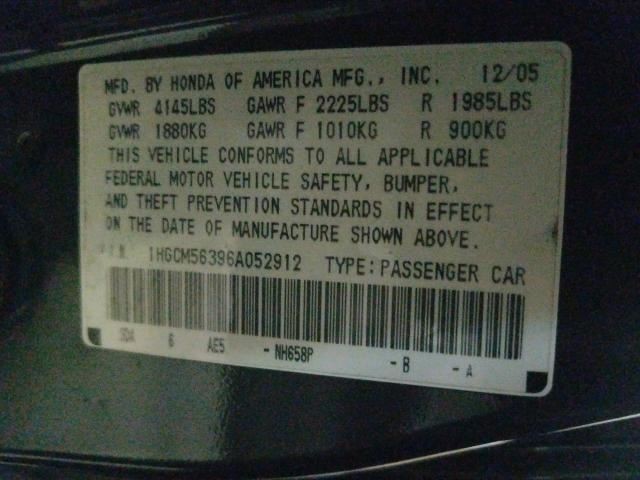 MFD. BY HONDA OF AMERICA MFG., INC. 12/05
GVWR 4145LBS GAWR F 2225LBS R 1985LBS
GVWR 1880KG GAWR F 1010KG R 900KG
THIS VEHICLE CONFORMS TO ALL APPLICABLE
FEDERAL MOTOR VEHICLE SAFETY, BUMPER,
AND THEFT PREVENTION STANDARDS IN EFFECT
ON THE DATE OF MANUFACTURE SHOWN ABOVE.
V.I.N. 1HGCM56396A052912 TYPE:PASSENGER CAR
SDA 6 AE5 -NH658P -B -A